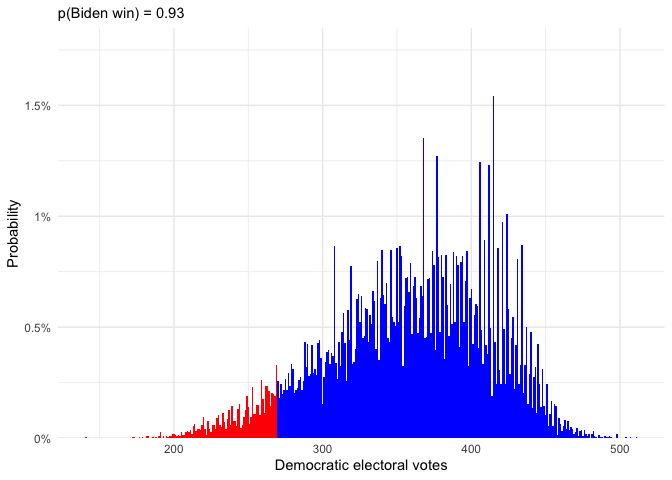 p(Biden win) = 0.93
1.5%
1%
0.5%
0%
Probability
200 300 400 500
Democratic electoral votes